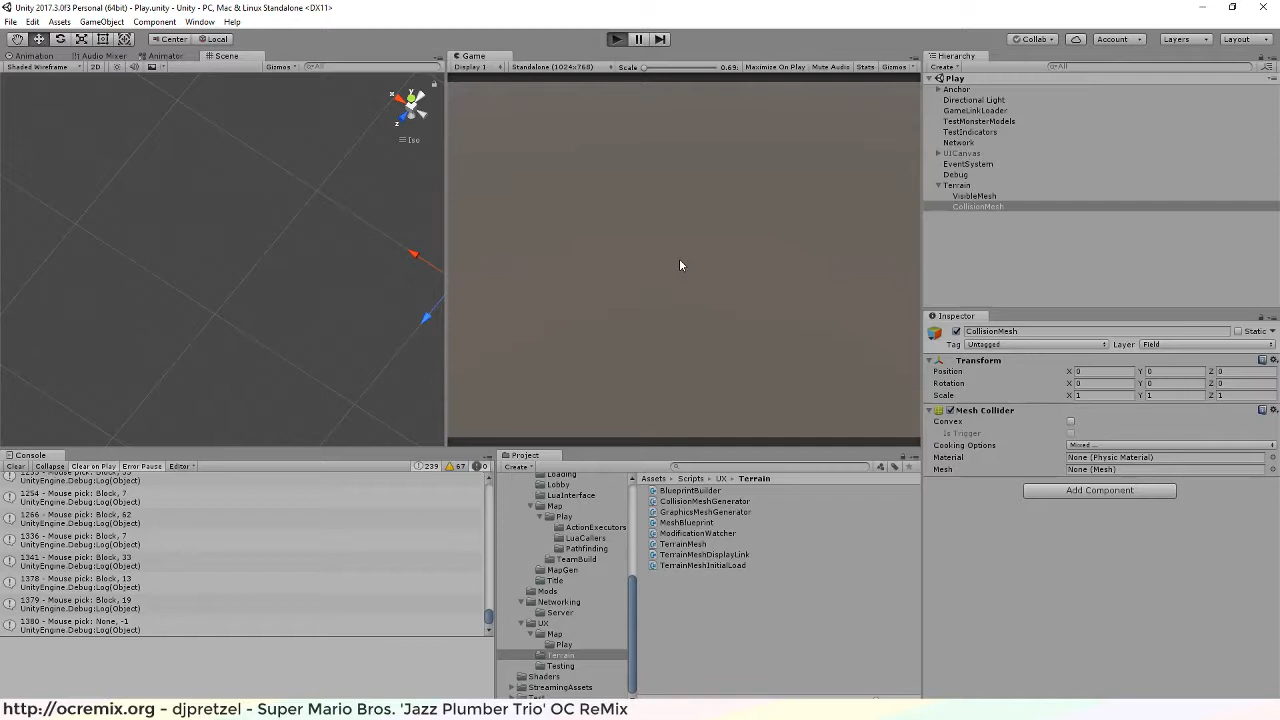 Unity 2017.3.0f3 Personal (64bit) - Play.unity - Unity - PC, Mac & Linux Standalone <DX11>
File Edit Assets GameObject Component Window Help
Center Local Collab Account Layers Layout
Animation Audio Mixer Animator Scene
Shaded Wireframe 2D Gizmos All
y
x
z
Iso
Game
Display 1 Standalone (1024x768) Scale 0.69: Maximize On Play Mute Audio Stats Gizmos
Hierarchy
Create All
Play
Anchor
Directional Light
GameLinkLoader
TestMonsterModels
TestIndicators
Network
UICanvas
EventSystem
Debug
Terrain
VisibleMesh
CollisionMesh
Inspector
CollisionMesh Static
Tag Untagged Layer Field
Transform
Position X 0 Y 0 Z 0
Rotation X 0 Y 0 Z 0
Scale X 1 Y 1 Z 1
Mesh Collider
Convex
Is Trigger
Cooking Options Mixed ...
Material None (Physic Material)
Mesh None (Mesh)
Add Component
Console
Clear Collapse Clear on Play Error Pause Editor 239 67 0
UnityEngine.Debug:Log(Object)
1254 - Mouse pick: Block, 7
UnityEngine.Debug:Log(Object)
1266 - Mouse pick: Block, 62
UnityEngine.Debug:Log(Object)
1336 - Mouse pick: Block, 7
UnityEngine.Debug:Log(Object)
1341 - Mouse pick: Block, 33
UnityEngine.Debug:Log(Object)
1378 - Mouse pick: Block, 13
UnityEngine.Debug:Log(Object)
1379 - Mouse pick: Block, 19
UnityEngine.Debug:Log(Object)
1380 - Mouse pick: None, -1
UnityEngine.Debug:Log(Object)
Project
Create
Loading
Lobby
LuaInterface
Map
Play
ActionExecutors
LuaCallers
Pathfinding
TeamBuild
MapGen
Title
Mods
Networking
Server
UX
Map
Play
Terrain
Testing
Shaders
StreamingAssets
Assets Scripts UX Terrain
BlueprintBuilder
CollisionMeshGenerator
GraphicsMeshGenerator
MeshBlueprint
ModificationWatcher
TerrainMesh
TerrainMeshDisplayLink
TerrainMeshInitialLoad
http://ocremix.org - djpretzel - Super Mario Bros. 'Jazz Plumber Trio' OC ReMix